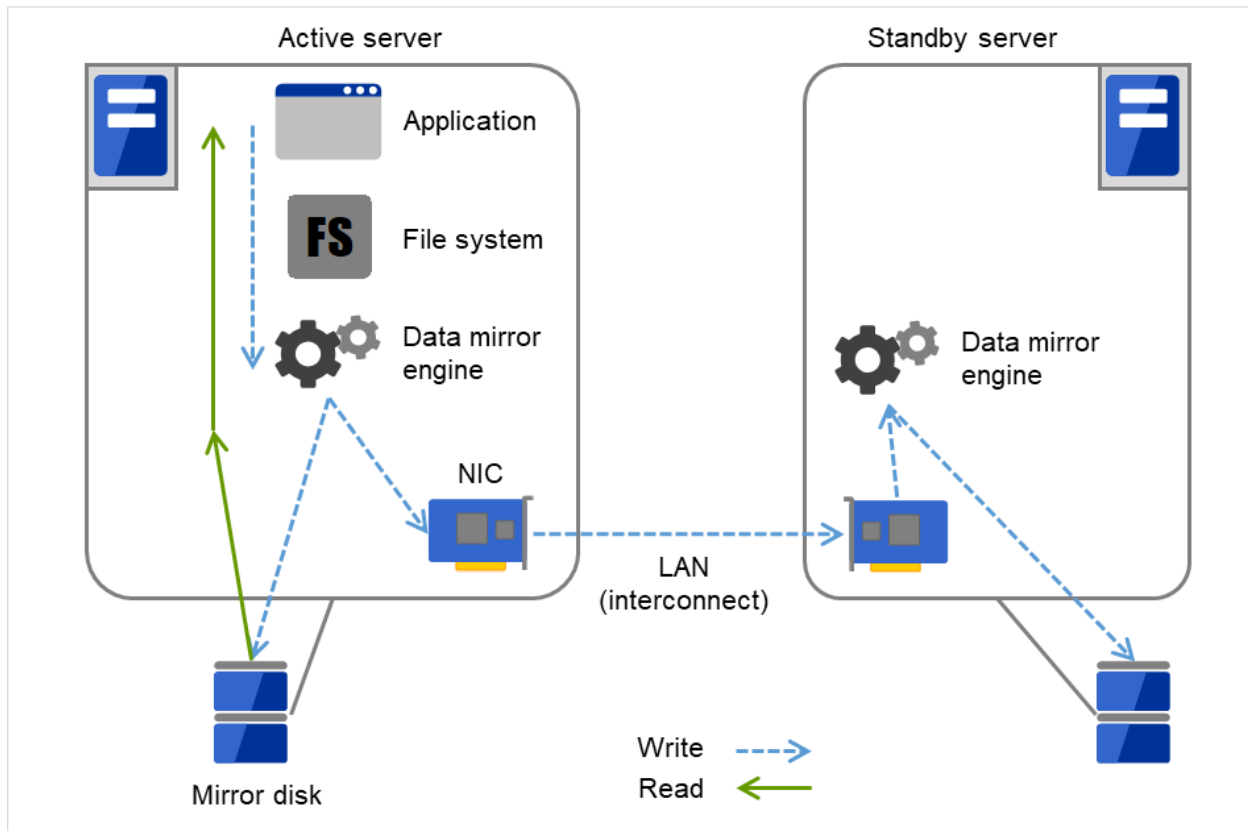 Active server
Standby server
Application
FS
File system
Data mirror
engine
Data mirror
engine
NIC
LAN
(interconnect)
Write
Read
Mirror disk